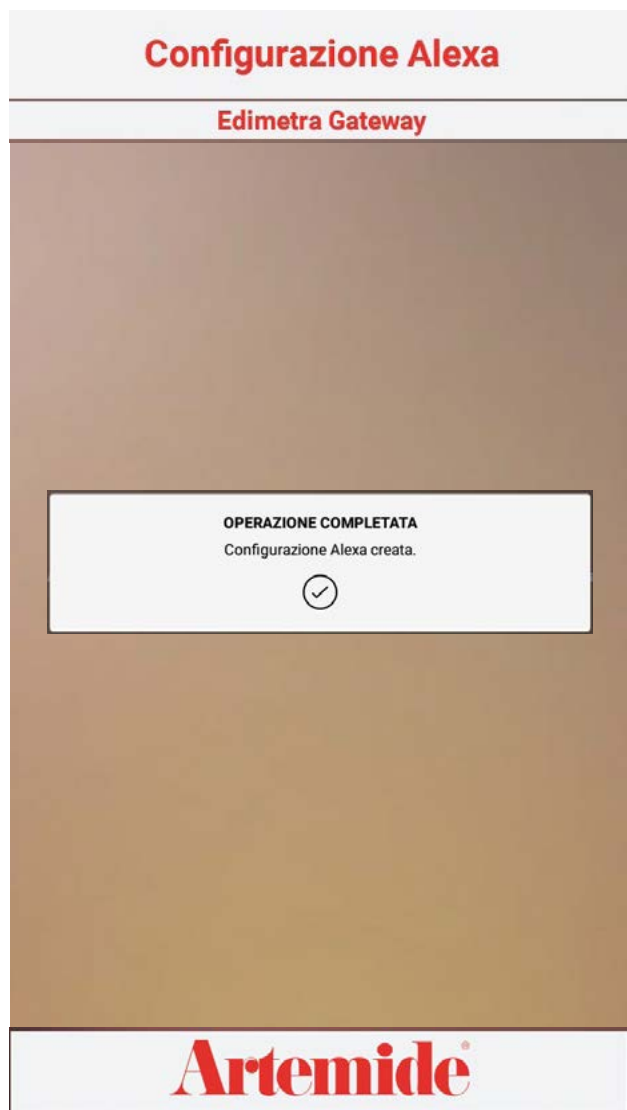 Configurazione Alexa
Edimetra Gateway
OPERAZIONE COMPLETATA
Configurazione Alexa creata.
Artemide®